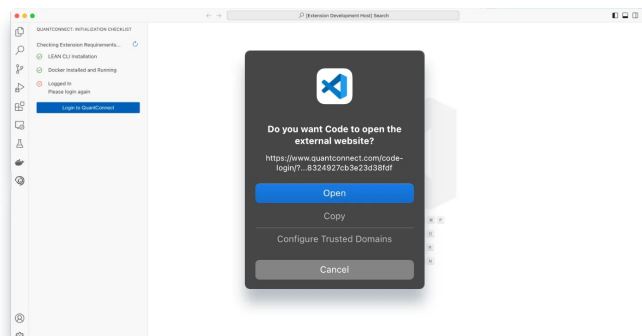 [Extension Development Host] Search
QUANTCONNECT: INITIALIZATION CHECKLIST
Checking Extension Requirements...
LEAN CLI Installation
Docker Installed and Running
Logged In
Please login again
Login to QuantConnect
Do you want Code to open the
external website?
https://www.quantconnect.com/code-
login/?...8324927cb3e23d38fdf
Open
Copy
Configure Trusted Domains
Cancel